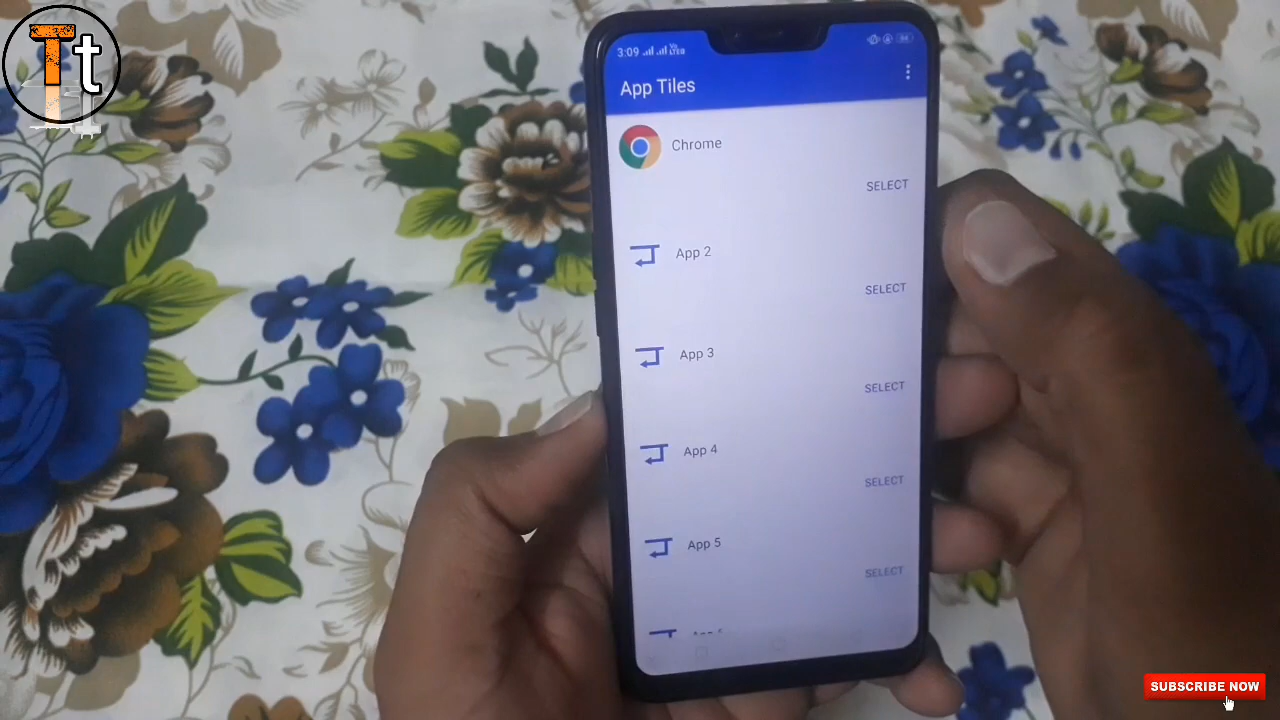 Tt
3:09
App Tiles
Chrome
SELECT
App 2
SELECT
App 3
SELECT
App 4
SELECT
App 5
SELECT
SUBSCRIBE NOW